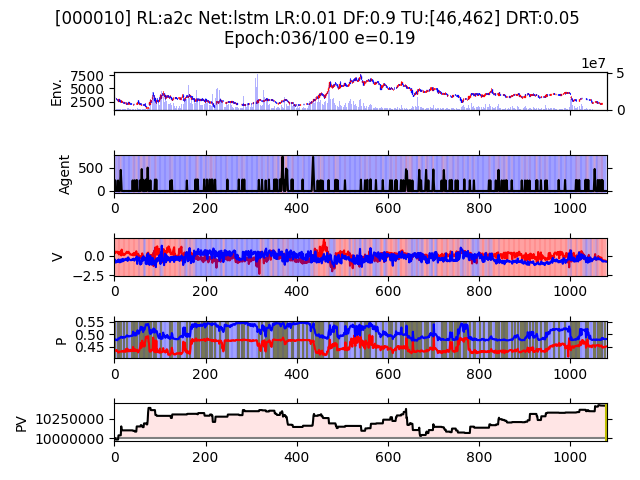 [000010] RL:a2c Net:lstm LR:0.01 DF:0.9 TU:[46,462] DRT:0.05
Epoch:036/100 e=0.19
1e7
Env.
7500
5000
2500
5
0
Agent
500
0
0 200 400 600 800 1000
V
0.0
−2.5
0 200 400 600 800 1000
P
0.55
0.50
0.45
0 200 400 600 800 1000
PV
10250000
10000000
0 200 400 600 800 1000